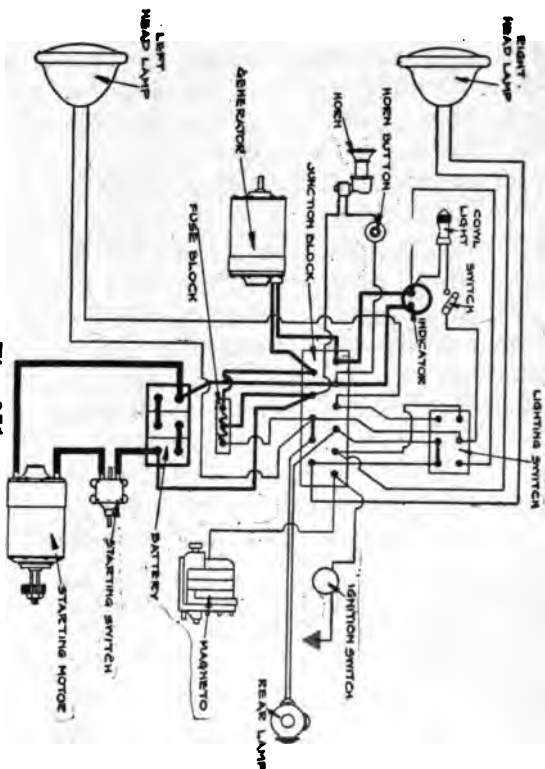 RIGHT
HEAD LAMP
LEFT
HEAD LAMP
GENERATOR
HORN
HORN BUTTON
COWL
LIGHT
SWITCH
LIGHTING SWITCH
INDICATOR
JUNCTION BLOCK
FUSE BLOCK
BATTERY
STARTING SWITCH
STARTING MOTOR
MAGNETO
IGNITION SWITCH
REAR LAMP